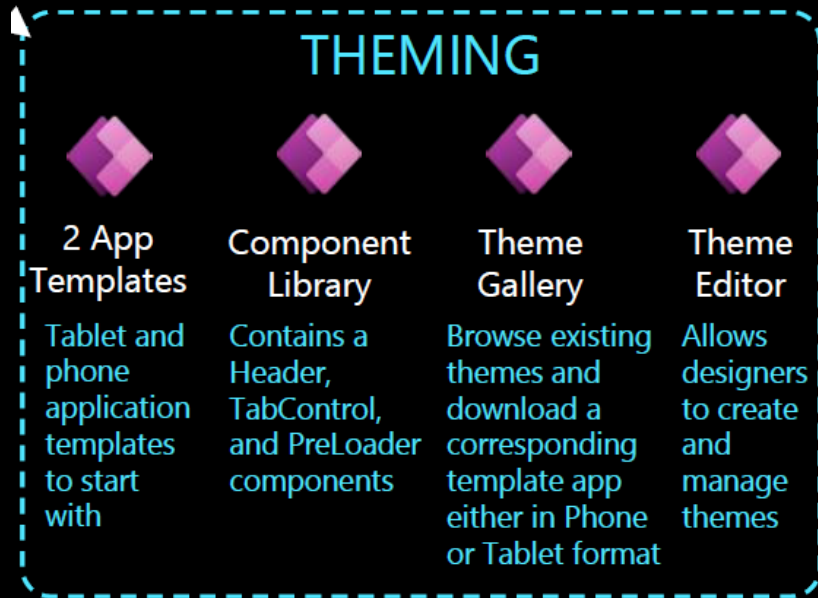 THEMING
2 App
Templates
Tablet and
phone
application
templates
to start
with
Component
Library
Contains a
Header,
TabControl,
and PreLoader
components
Theme
Gallery
Browse existing
themes and
download a
corresponding
template app
either in Phone
or Tablet format
Theme
Editor
Allows
designers
to create
and
manage
themes